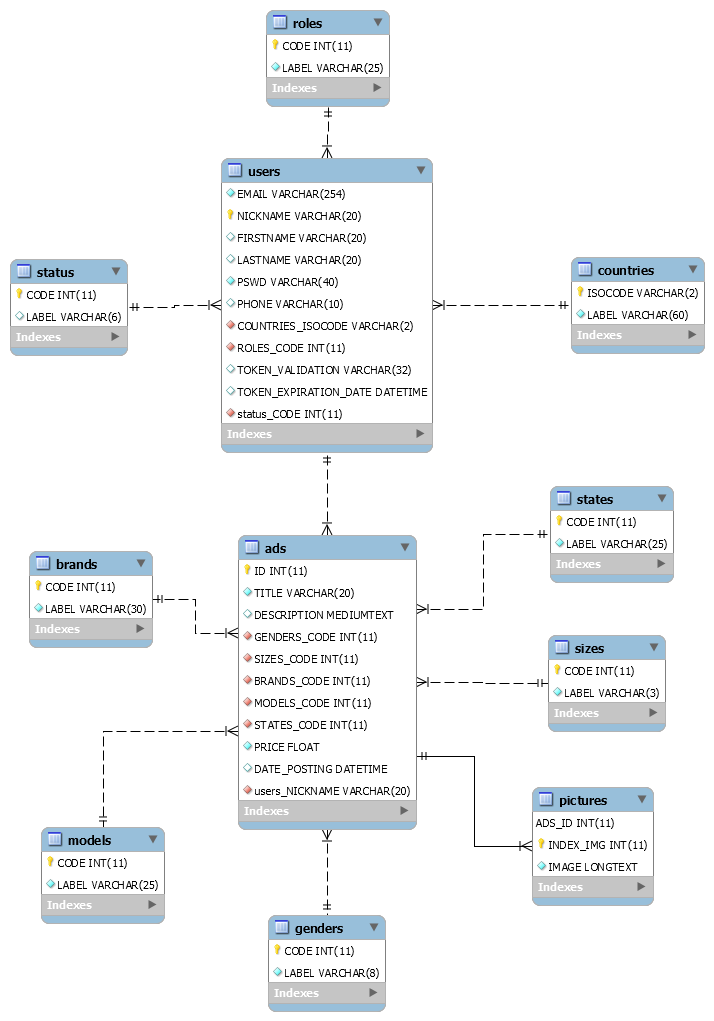 roles
CODE INT(11)
LABEL VARCHAR(25)
Indexes
users
EMAIL VARCHAR(254)
NICKNAME VARCHAR(20)
FIRSTNAME VARCHAR(20)
LASTNAME VARCHAR(20)
PSWD VARCHAR(40)
PHONE VARCHAR(10)
COUNTRIES_ISOCODE VARCHAR(2)
ROLES_CODE INT(11)
TOKEN_VALIDATION VARCHAR(32)
TOKEN_EXPIRATION_DATE DATETIME
status_CODE INT(11)
Indexes
status
CODE INT(11)
LABEL VARCHAR(6)
Indexes
countries
ISOCODE VARCHAR(2)
LABEL VARCHAR(60)
Indexes
ads
ID INT(11)
TITLE VARCHAR(20)
DESCRIPTION MEDIUMTEXT
GENDERS_CODE INT(11)
SIZES_CODE INT(11)
BRANDS_CODE INT(11)
MODELS_CODE INT(11)
STATES_CODE INT(11)
PRICE FLOAT
DATE_POSTING DATETIME
users_NICKNAME VARCHAR(20)
Indexes
brands
CODE INT(11)
LABEL VARCHAR(30)
Indexes
states
CODE INT(11)
LABEL VARCHAR(25)
Indexes
sizes
CODE INT(11)
LABEL VARCHAR(3)
Indexes
pictures
ADS_ID INT(11)
INDEX_IMG INT(11)
IMAGE LONGTEXT
Indexes
models
CODE INT(11)
LABEL VARCHAR(25)
Indexes
genders
CODE INT(11)
LABEL VARCHAR(8)
Indexes